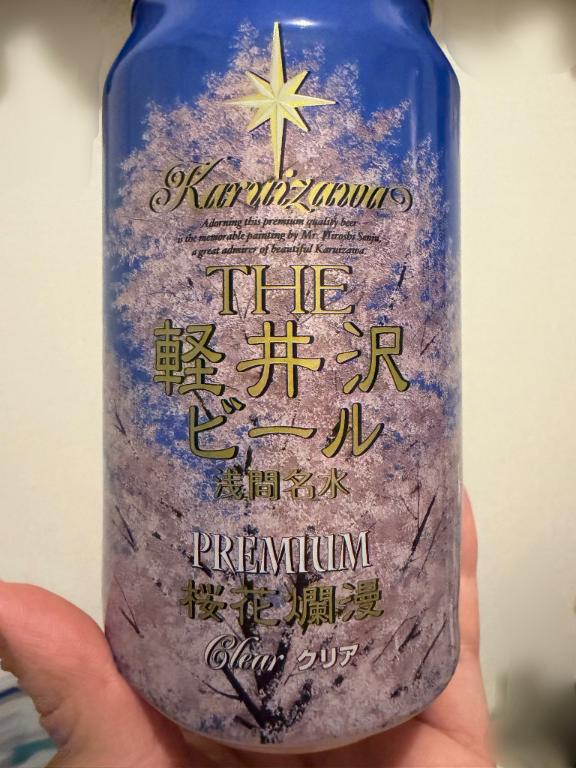 Karuizawa
Adorning this premium quality beer
is the memorable painting by Mr. Hiroshi Senju,
a great admirer of beautiful Karuizawa.
THE
軽井沢
ビール
浅間名水
PREMIUM
桜花爛漫
Clear クリア